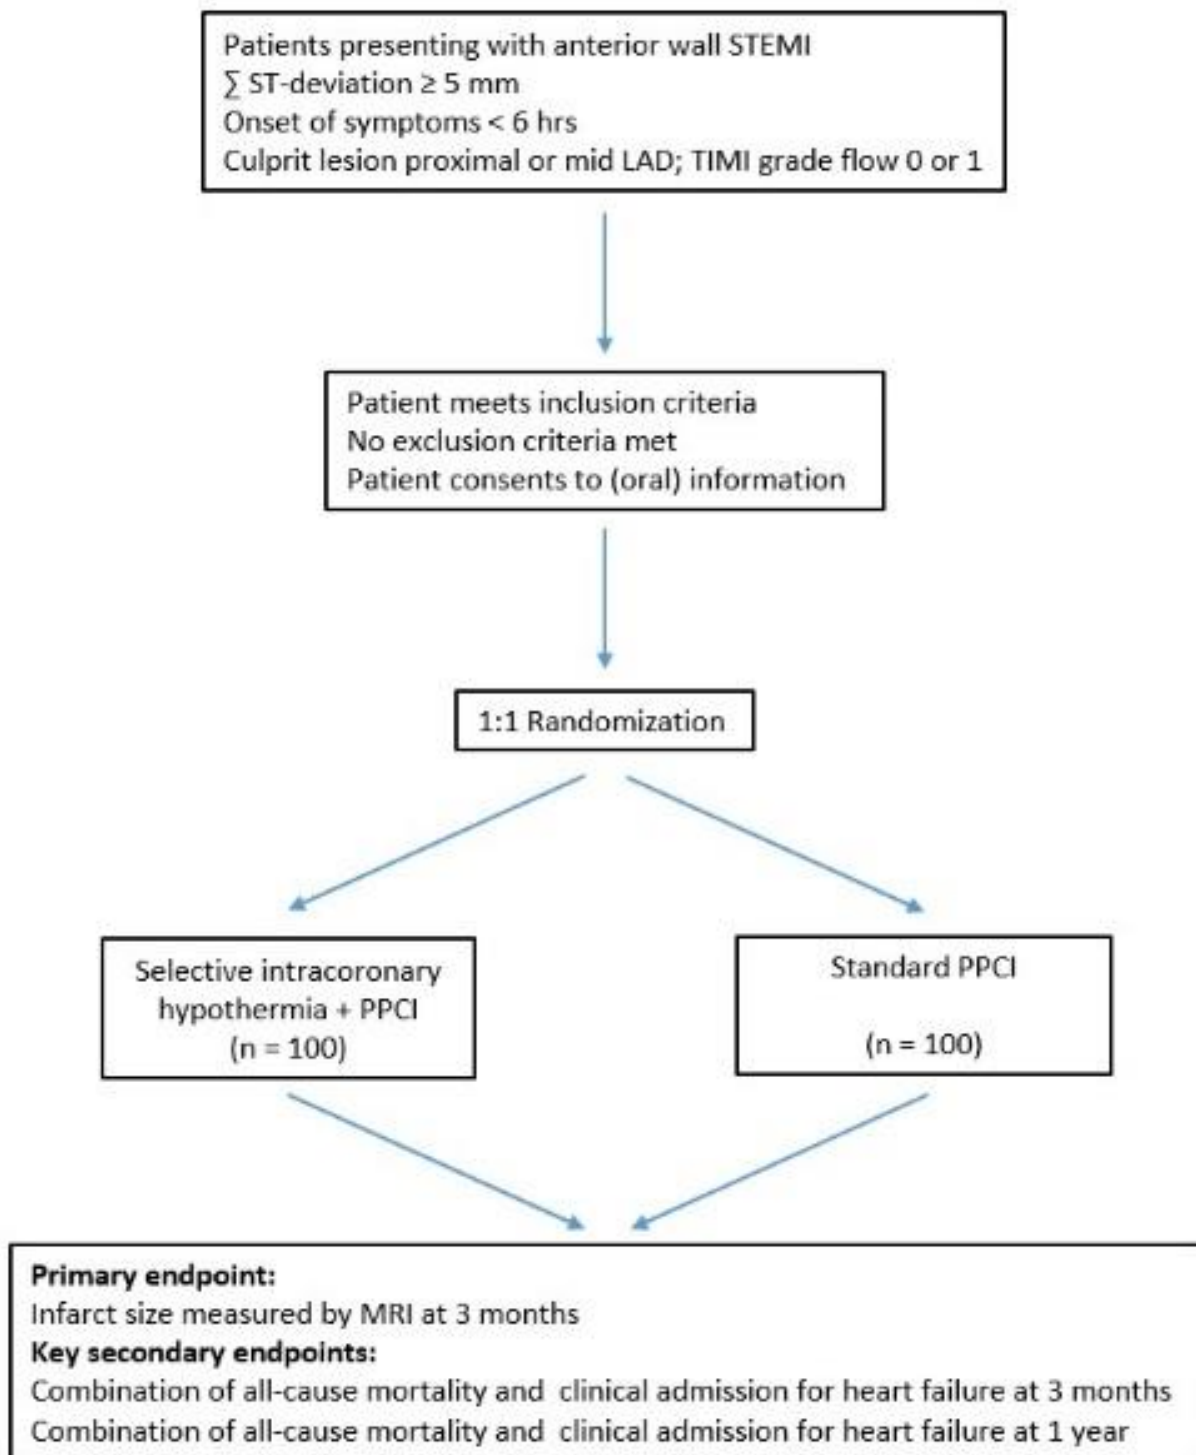 Patients presenting with anterior wall STEMI
∑ ST-deviation ≥ 5 mm
Onset of symptoms < 6 hrs
Culprit lesion proximal or mid LAD; TIMI grade flow 0 or 1
Patient meets inclusion criteria
No exclusion criteria met
Patient consents to (oral) information
1:1 Randomization
Selective intracoronary
hypothermia + PPCI
(n = 100)
Standard PPCI
(n = 100)
Primary endpoint:
Infarct size measured by MRI at 3 months
Key secondary endpoints:
Combination of all-cause mortality and clinical admission for heart failure at 3 months
Combination of all-cause mortality and clinical admission for heart failure at 1 year